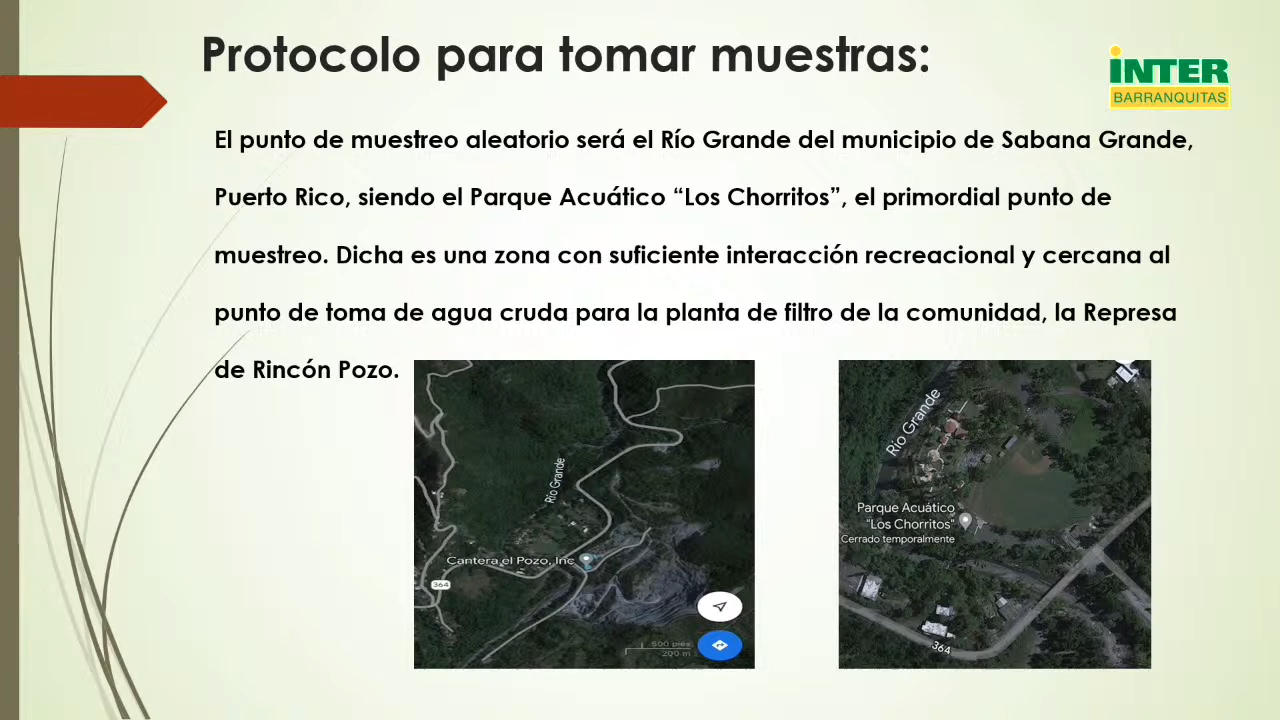 Protocolo para tomar muestras:
INTER
BARRANQUITAS
El punto de muestreo aleatorio será el Río Grande del municipio de Sabana Grande,
Puerto Rico, siendo el Parque Acuático “Los Chorritos”, el primordial punto de
muestreo. Dicha es una zona con suficiente interacción recreacional y cercana al
punto de toma de agua cruda para la planta de filtro de la comunidad, la Represa
de Rincón Pozo.
Río Grande
Cantera el Pozo, Inc
364
500 pies
200 m
Río Grande
Parque Acuático
"Los Chorritos"
Cerrado temporalmente
364